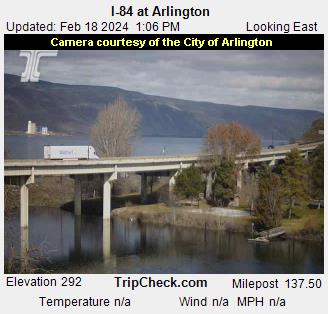 I-84 at Arlington
Updated: Feb 18 2024 1:06 PM Looking East
Camera courtesy of the City of Arlington
Elevation 292 TripCheck.com Milepost 137.50
Temperature n/a Wind n/a MPH n/a